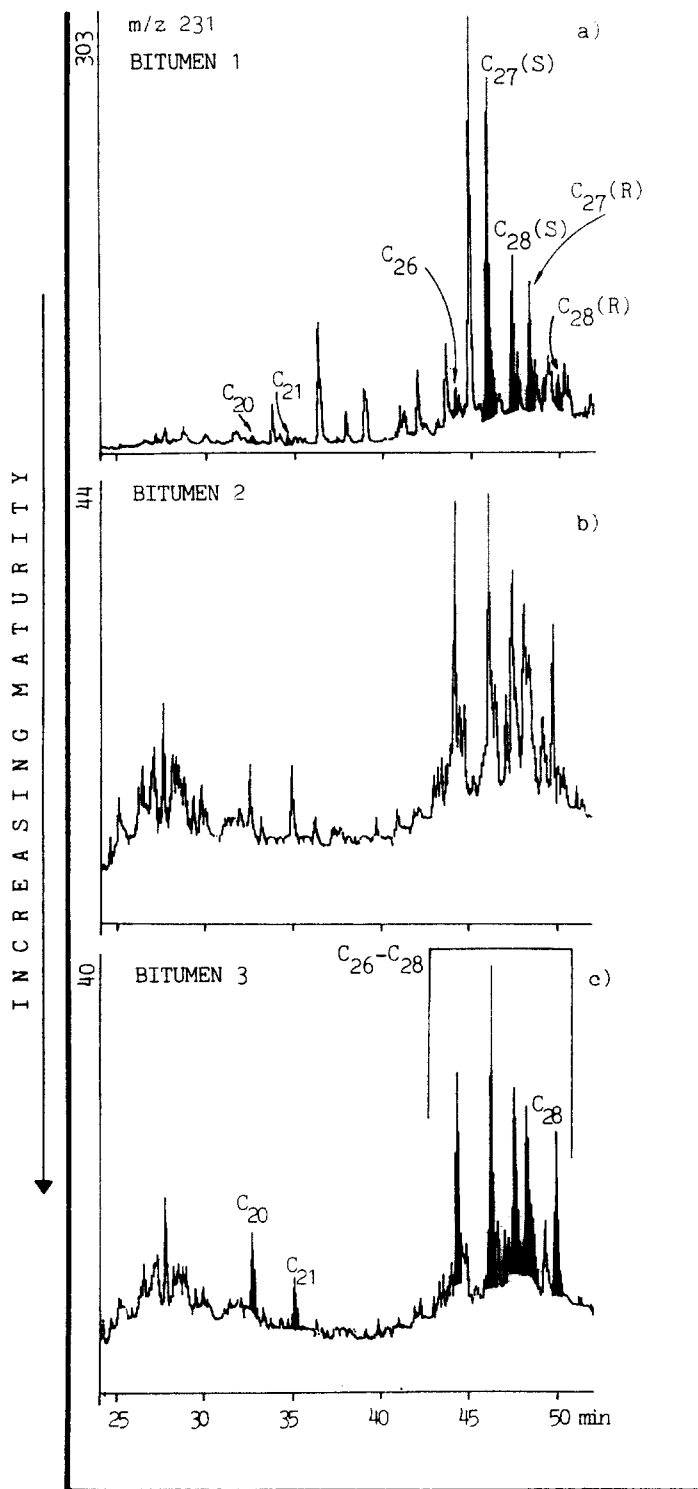 m/z 231
a)
303
BITUMEN 1
C27(S)
C27(R)
C28(S)
C26
C28(R)
C20
C21
INCREASING MATURITY
44
BITUMEN 2
b)
40
BITUMEN 3
C26-C28
c)
C28
C20
C21
25 30 35 40 45 50 min